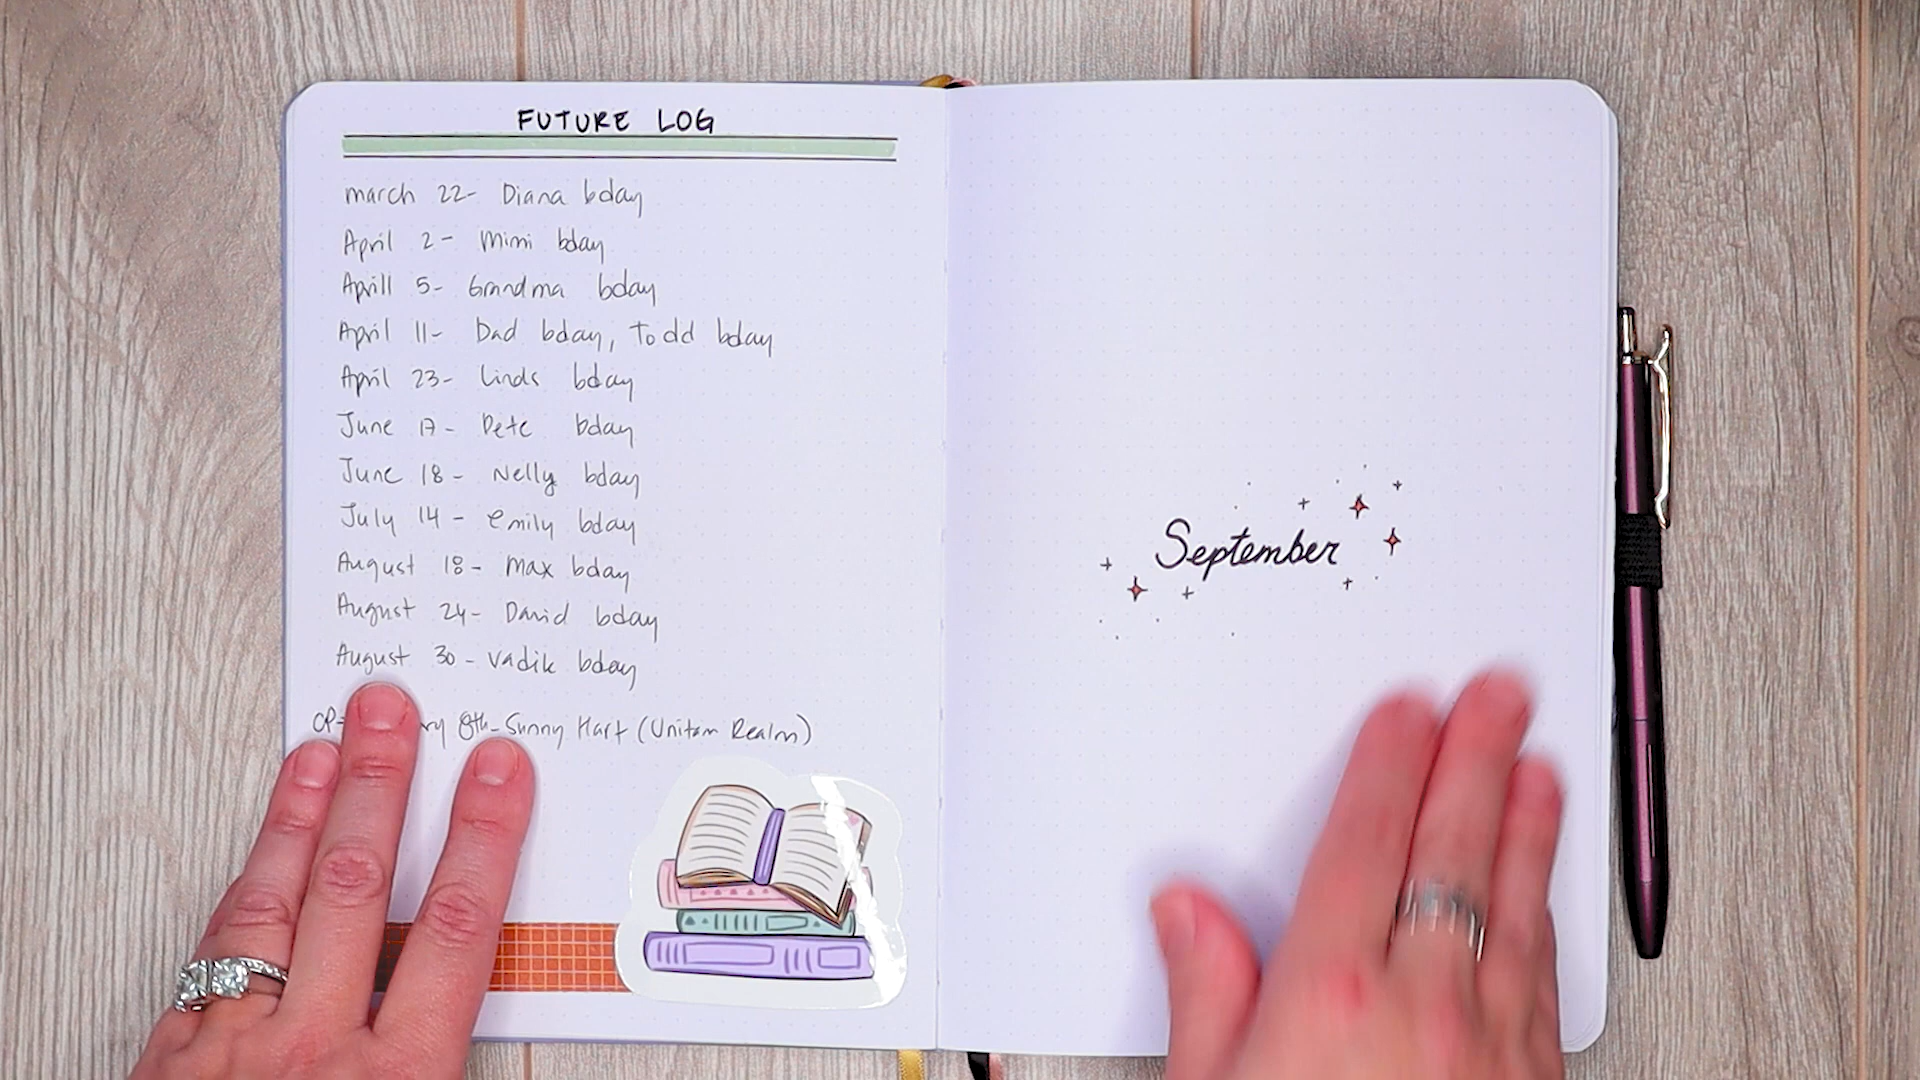 FUTURE LOG
march 22- Diana bday
April 2- Mimi bday
Aprill 5- Grandma bday
April 11- Dad bday, Todd bday
April 23- Linds bday
June 17- Pete bday
June 18- Nelly bday
July 14- Emily bday
August 18- Max bday
August 24- David bday
August 30- Vadik bday
8th- Sunny Hart ( Realm)
September